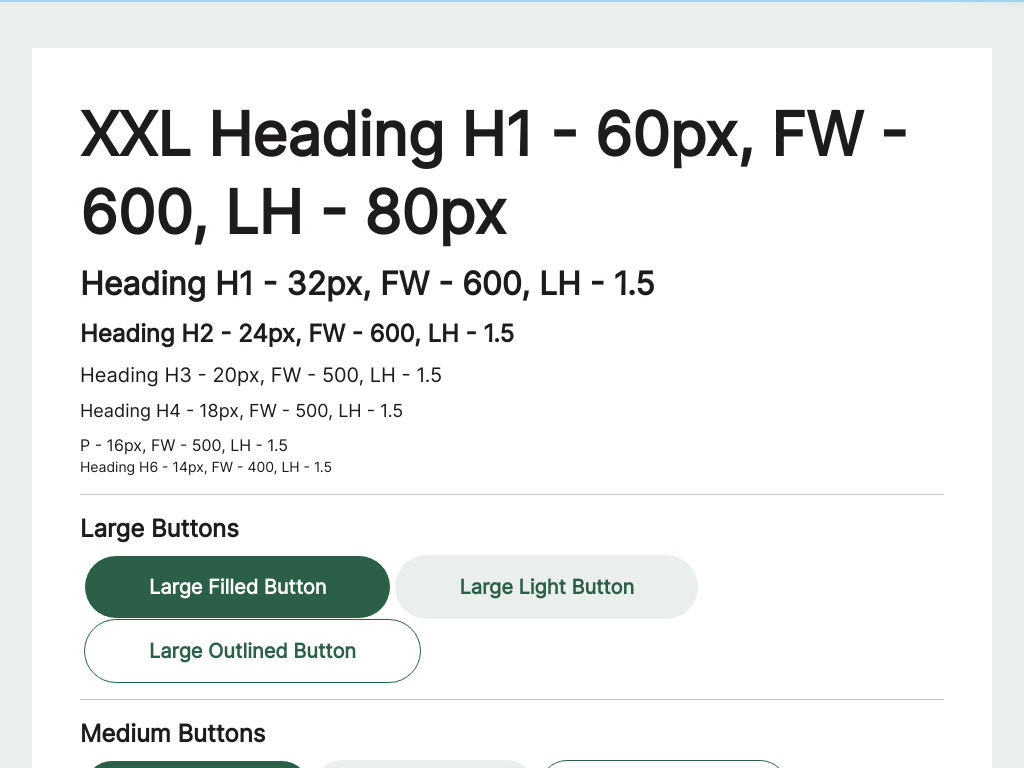 XXL Heading H1 - 60px, FW -
600, LH - 80px
Heading H1 - 32px, FW - 600, LH - 1.5
Heading H2 - 24px, FW - 600, LH - 1.5
Heading H3 - 20px, FW - 500, LH - 1.5
Heading H4 - 18px, FW - 500, LH - 1.5
P - 16px, FW - 500, LH - 1.5
Heading H6 - 14px, FW - 400, LH - 1.5
Large Buttons
Large Filled Button
Large Light Button
Large Outlined Button
Medium Buttons